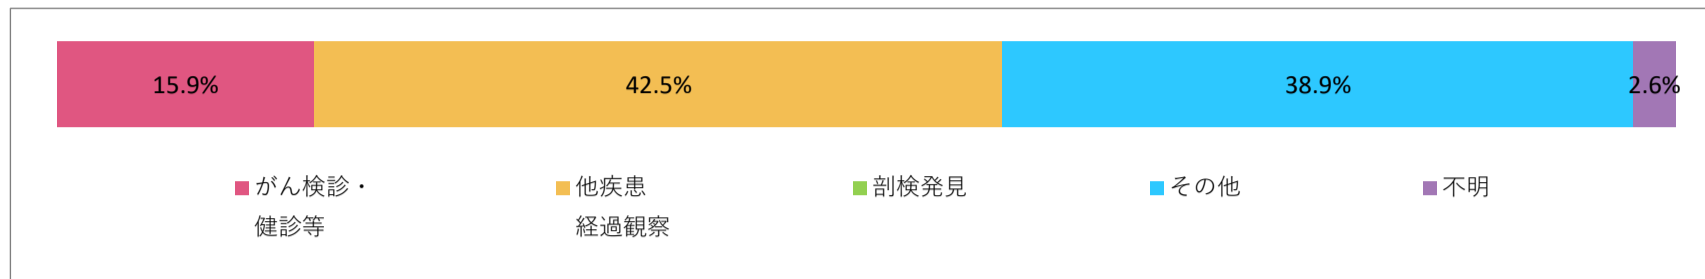 15.9% 42.5% 38.9% 2.6%
がん検診・ 他疾患 剖検発見 その他 不明
健診等 経過観察